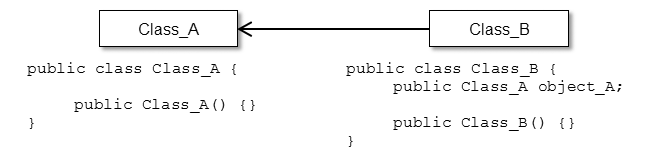 Class_A
Class_B
public class Class_A {
public Class_A() {}
}
public class Class_B {
public Class_A object_A;
public Class_B() {}
}